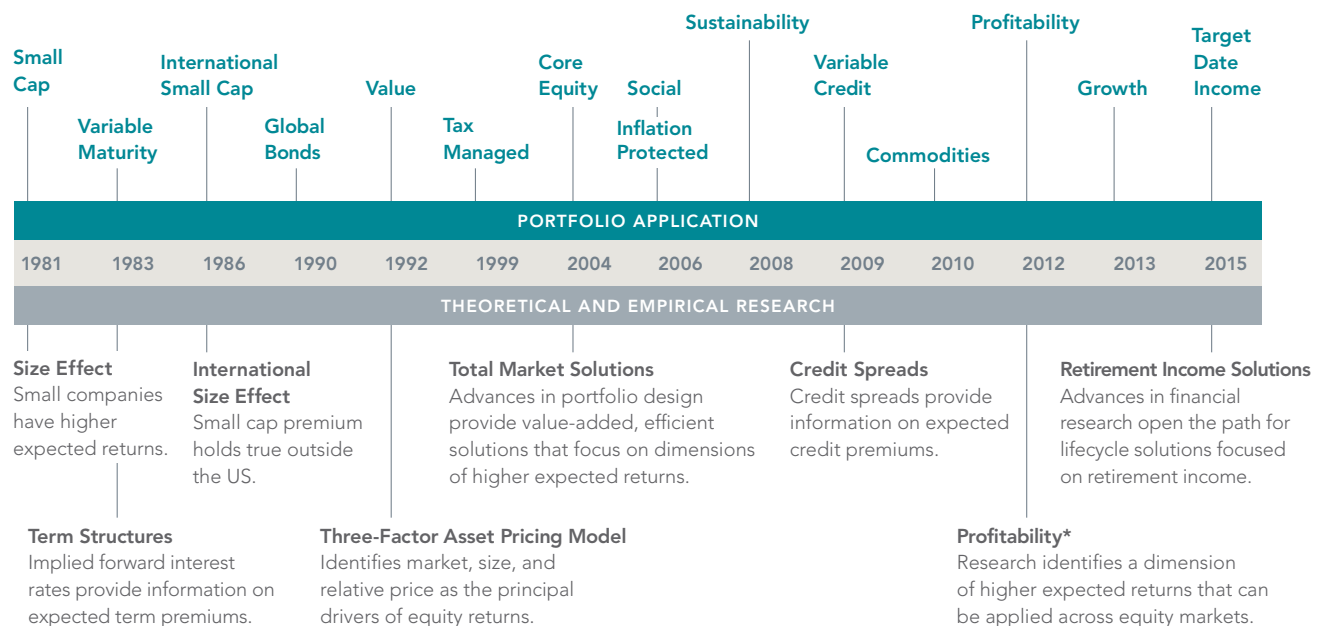 Sustainability
Profitability
Small
Cap
International
Small Cap
Value
Core
Equity
Social
Variable
Credit
Growth
Target
Date
Income
Variable
Maturity
Global
Bonds
Tax
Managed
Inflation
Protected
Commodities
PORTFOLIO APPLICATION
1981 1983 1986 1990 1992 1999 2004 2006 2008 2009 2010 2012 2013 2015
THEORETICAL AND EMPIRICAL RESEARCH
Size Effect
Small companies
have higher
expected returns.
International
Size Effect
Small cap premium
holds true outside
the US.
Total Market Solutions
Advances in portfolio design
provide value-added, efficient
solutions that focus on dimensions
of higher expected returns.
Credit Spreads
Credit spreads provide
information on expected
credit premiums.
Retirement Income Solutions
Advances in financial
research open the path for
lifecycle solutions focused
on retirement income.
Term Structures
Implied forward interest
rates provide information on
expected term premiums.
Three-Factor Asset Pricing Model
Identifies market, size, and
relative price as the principal
drivers of equity returns.
Profitability*
Research identifies a dimension
of higher expected returns that can
be applied across equity markets.